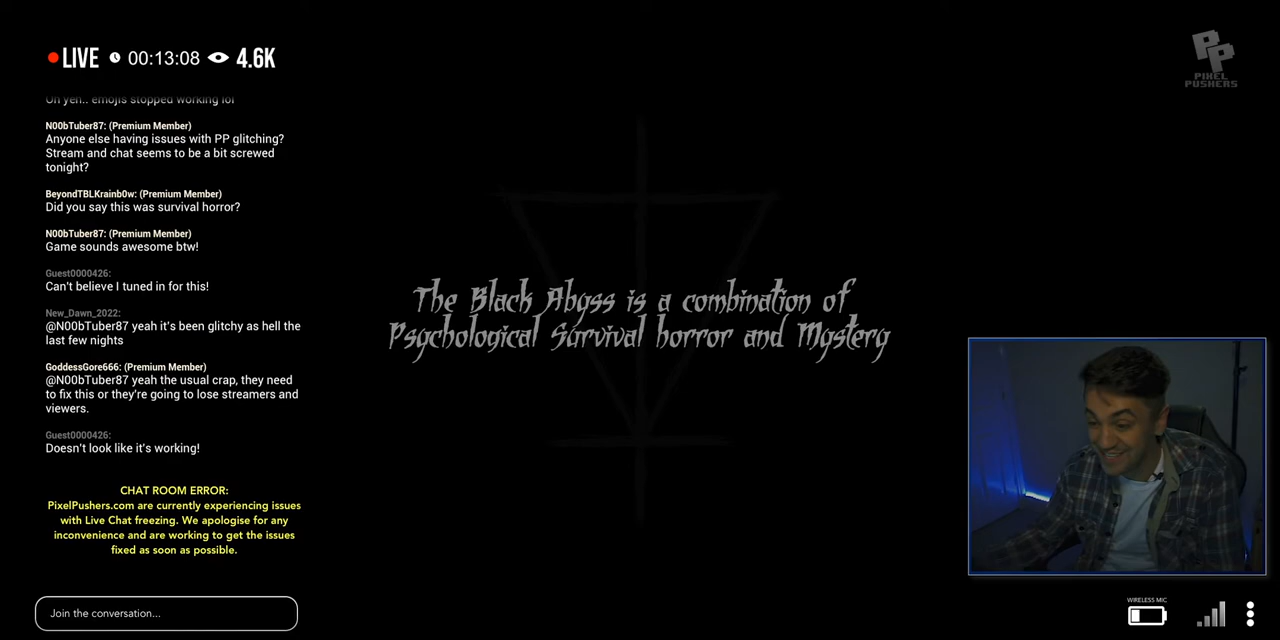 LIVE 00:13:08 4.6K
PP
PIXEL
PUSHERS
Oh yeh.. emojis stopped working lol
N00bTuber87: (Premium Member)
Anyone else having issues with PP glitching?
Stream and chat seems to be a bit screwed
tonight?
BeyondTBLKrainb0w: (Premium Member)
Did you say this was survival horror?
N00bTuber87: (Premium Member)
Game sounds awesome btw!
Guest0000426:
Can't believe I tuned in for this!
New_Dawn_2022:
@N00bTuber87 yeah it's been glitchy as hell the
last few nights
GoddessGore666: (Premium Member)
@N00bTuber87 yeah the usual crap, they need
to fix this or they're going to lose streamers and
viewers.
Guest0000426:
Doesn't look like it's working!
CHAT ROOM ERROR:
PixelPushers.com are currently experiencing issues
with Live Chat freezing. We apologise for any
inconvenience and are working to get the issues
fixed as soon as possible.
Join the conversation...
The Black Abyss is a combination of
Psychological Survival horror and Mystery
WIRELESS MIC